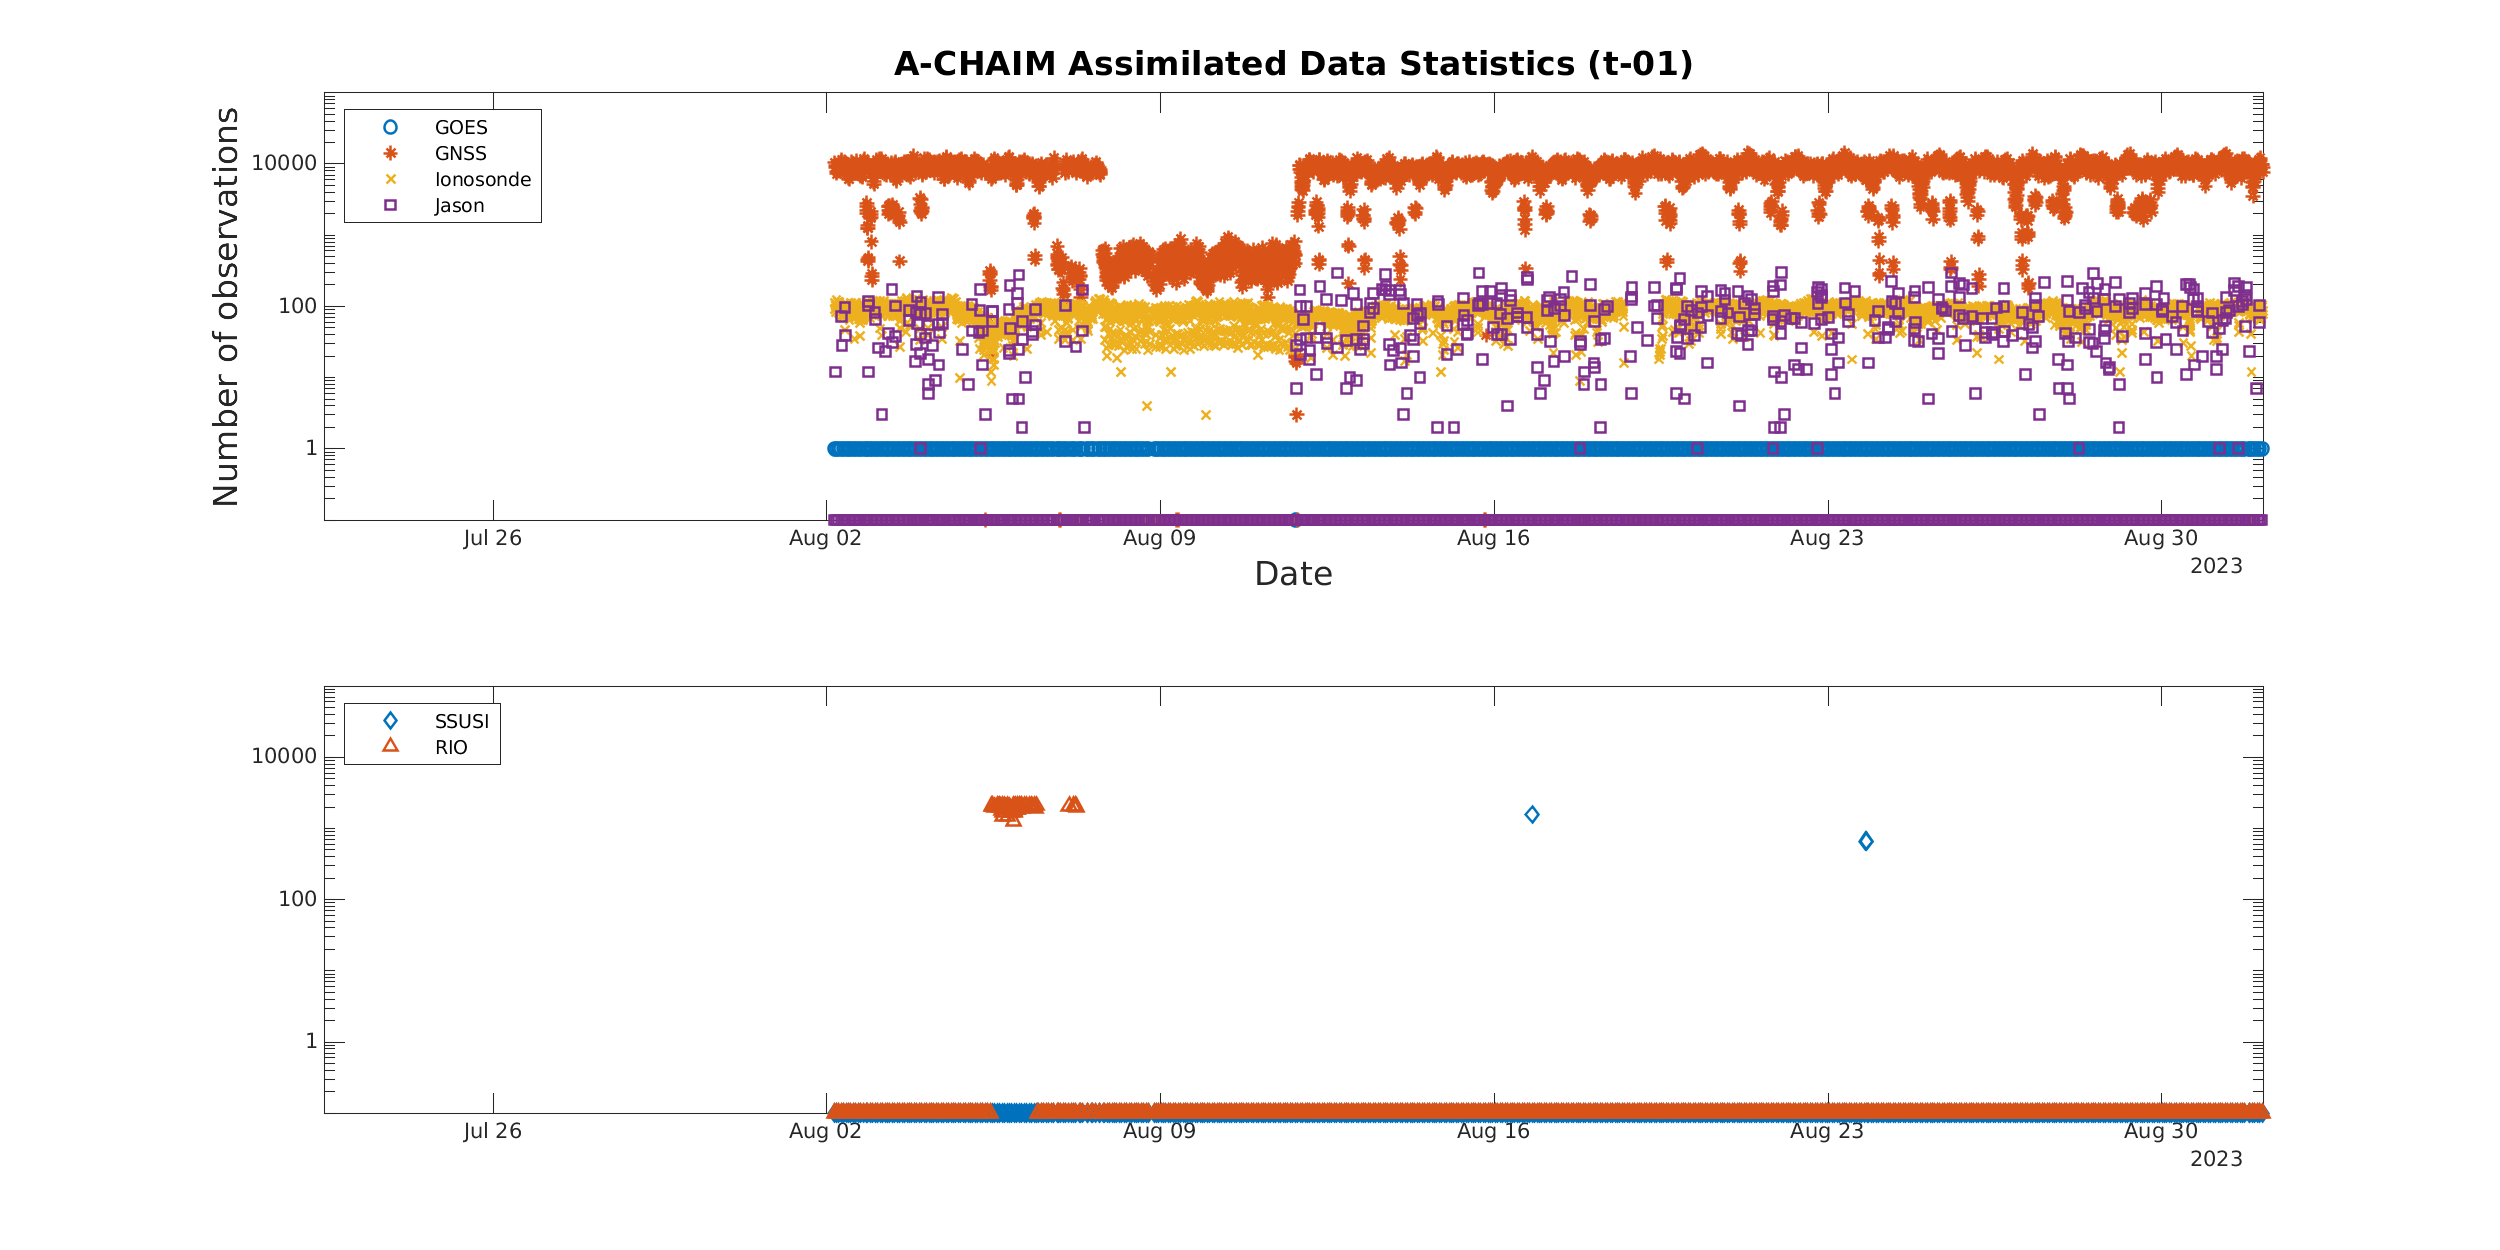 A-CHAIM Assimilated Data Statistics (t-01)
Number of observations
GOES
GNSS
Ionosonde
Jason
10000
100
1
Jul 26
Aug 02
Aug 09
Aug 16
Aug 23
Aug 30
2023
Date
SSUSI
RIO
10000
100
1
Jul 26
Aug 02
Aug 09
Aug 16
Aug 23
Aug 30
2023